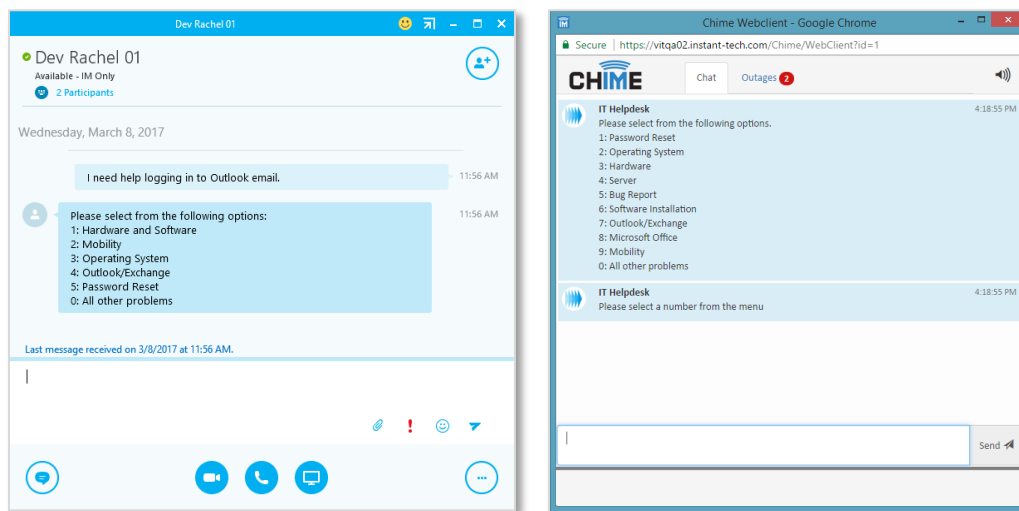 Dev Rachel 01
Dev Rachel 01
Available - IM Only
2 Participants
Wednesday, March 8, 2017
I need help logging in to Outlook email.
11:56 AM
Please select from the following options:
11:56 AM
1: Hardware and Software
2: Mobility
3: Operating System
4: Outlook/Exchange
5: Password Reset
0: All other problems
Last message received on 3/8/2017 at 11:56 AM.
Chime Webclient - Google Chrome
Secure | https://vitqa02.instant-tech.com/Chime/WebClient?id=1
CHIME
Chat
Outages 2
IT Helpdesk
4:18:55 PM
Please select from the following options.
1: Password Reset
2: Operating System
3: Hardware
4: Server
5: Bug Report
6: Software Installation
7: Outlook/Exchange
8: Microsoft Office
9: Mobility
0: All other problems
IT Helpdesk
4:18:55 PM
Please select a number from the menu
Send